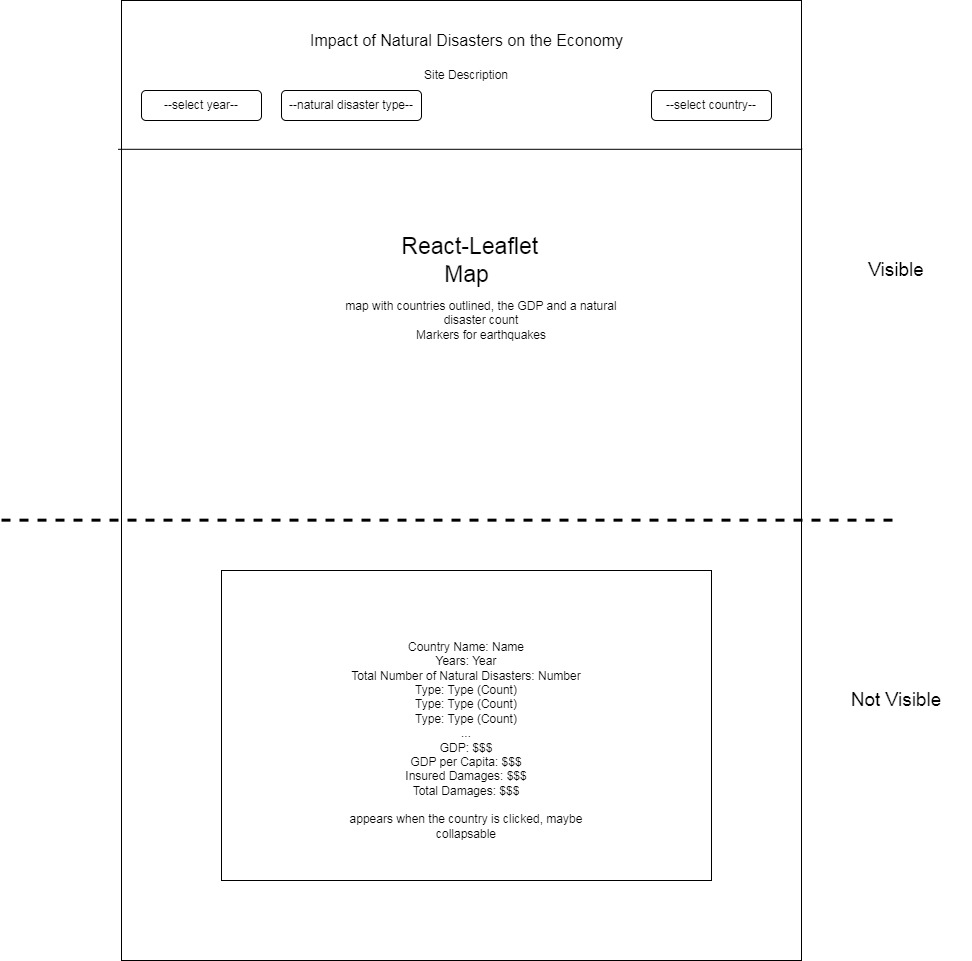 Impact of Natural Disasters on the Economy
Site Description
--select year--
--natural disaster type--
--select country--
React-Leaflet
Map
map with countries outlined, the GDP and a natural
disaster count
Markers for earthquakes
Visible
Country Name: Name
Years: Year
Total Number of Natural Disasters: Number
Type: Type (Count)
Type: Type (Count)
Type: Type (Count)
...
GDP: $$$
GDP per Capita: $$$
Insured Damages: $$$
Total Damages: $$$
appears when the country is clicked, maybe
collapsable
Not Visible